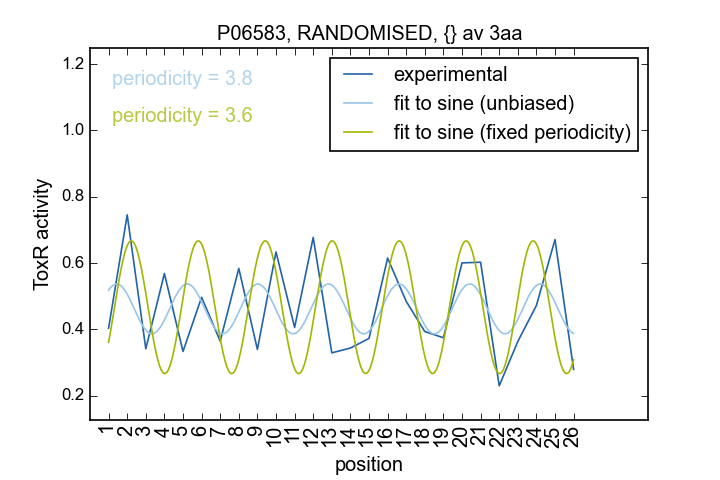 P06583, RANDOMISED, {} av 3aa
periodicity = 3.8
periodicity = 3.6
experimental
fit to sine (unbiased)
fit to sine (fixed periodicity)
ToxR activity
1.2
1.0
0.8
0.6
0.4
0.2
1 2 3 4 5 6 7 8 9 10 11 12 13 14 15 16 17 18 19 20 21 22 23 24 25 26
position